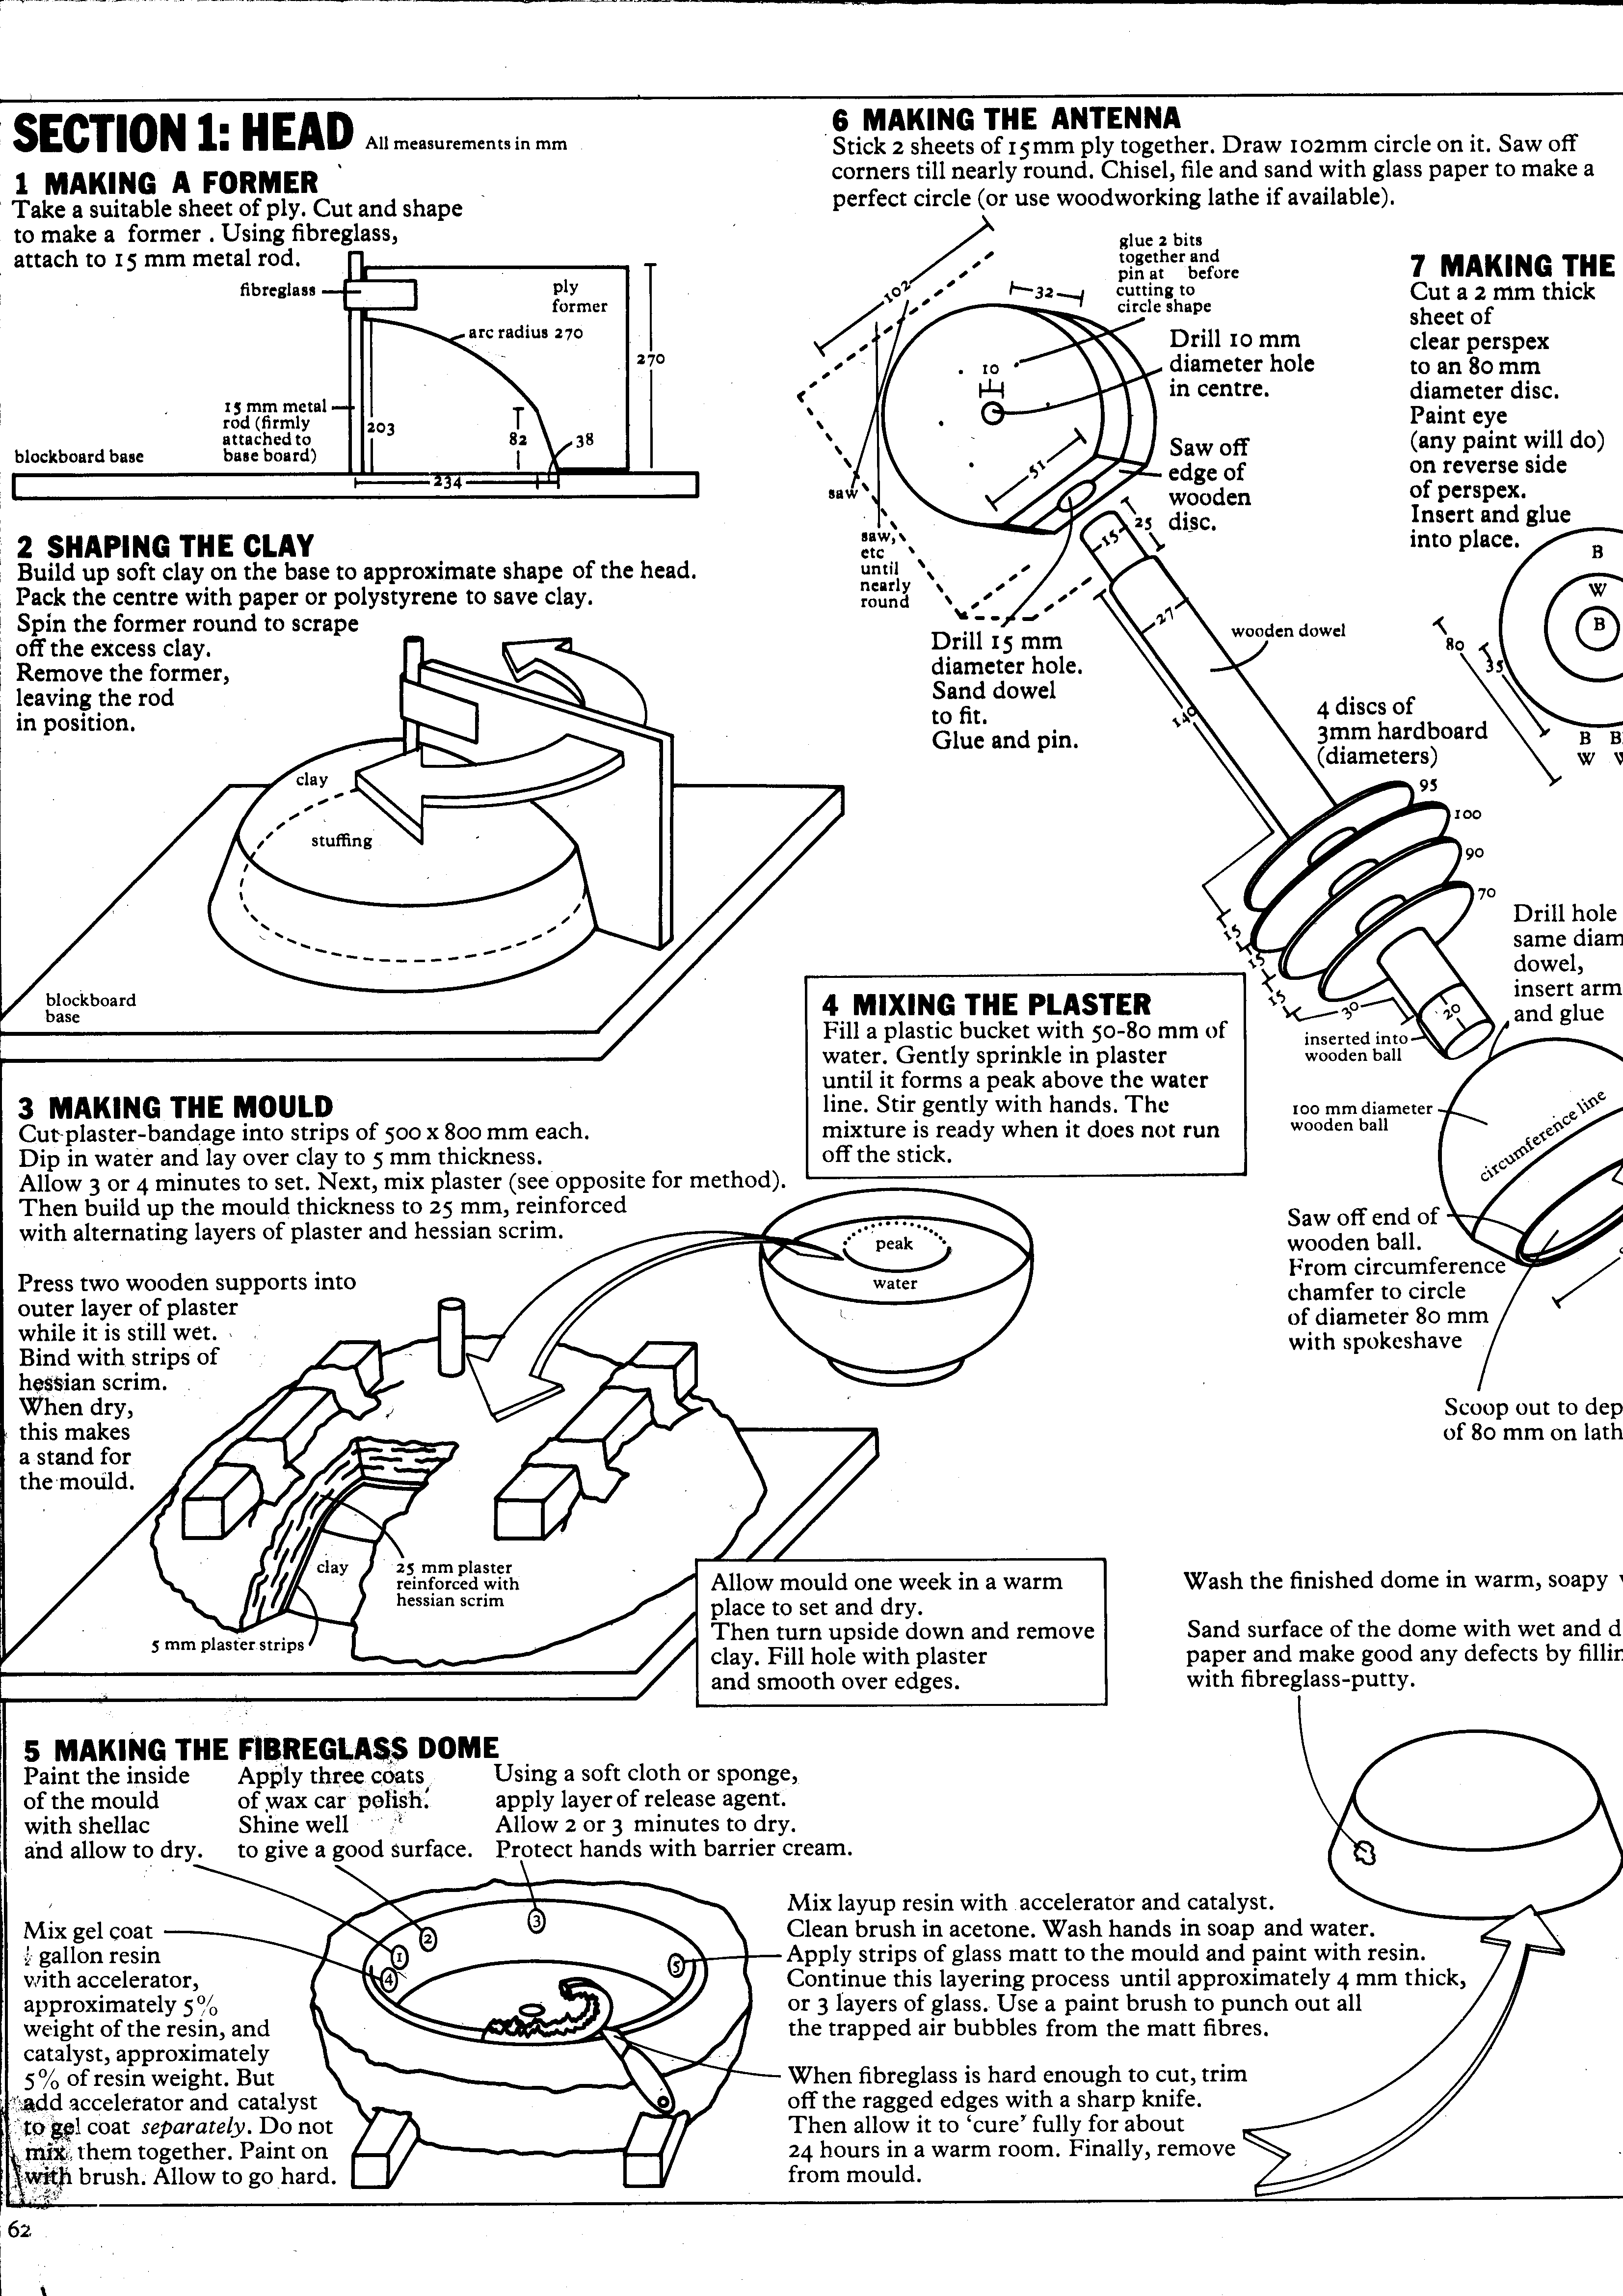 SECTION 1: HEAD All measurements in mm
1 MAKING A FORMER
Take a suitable sheet of ply. Cut and shape
to make a former . Using fibreglass,
attach to 15 mm metal rod.
fibreglass
ply
former
arc radius 270
270
15 mm metal
rod (firmly
attached to
base board)
203
82
38
blockboard base
234
2 SHAPING THE CLAY
Build up soft clay on the base to approximate shape of the head.
Pack the centre with paper or polystyrene to save clay.
Spin the former round to scrape
off the excess clay.
Remove the former,
leaving the rod
in position.
clay
stuffing
blockboard
base
3 MAKING THE MOULD
Cut plaster-bandage into strips of 500 x 800 mm each.
Dip in water and lay over clay to 5 mm thickness.
Allow 3 or 4 minutes to set. Next, mix plaster (see opposite for method).
Then build up the mould thickness to 25 mm, reinforced
with alternating layers of plaster and hessian scrim.
Press two wooden supports into
outer layer of plaster
while it is still wet.
Bind with strips of
hessian scrim.
When dry,
this makes
a stand for
the mould.
clay
25 mm plaster
reinforced with
hessian scrim
5 mm plaster strips
4 MIXING THE PLASTER
Fill a plastic bucket with 50-80 mm of
water. Gently sprinkle in plaster
until it forms a peak above the water
line. Stir gently with hands. The
mixture is ready when it does not run
off the stick.
peak
water
Allow mould one week in a warm
place to set and dry.
Then turn upside down and remove
clay. Fill hole with plaster
and smooth over edges.
5 MAKING THE FIBREGLASS DOME
Paint the inside
of the mould
with shellac
and allow to dry.
Apply three coats
of wax car polish.
Shine well
to give a good surface.
Using a soft cloth or sponge,
apply layer of release agent.
Allow 2 or 3 minutes to dry.
Protect hands with barrier cream.
Mix gel coat
gallon resin
with accelerator,
approximately 5%
weight of the resin, and
catalyst, approximately
5% of resin weight. But
add accelerator and catalyst
to gel coat separately. Do not
mix them together. Paint on
with brush. Allow to go hard.
1
2
3
4
5
Mix layup resin with accelerator and catalyst.
Clean brush in acetone. Wash hands in soap and water.
Apply strips of glass matt to the mould and paint with resin.
Continue this layering process until approximately 4 mm thick,
or 3 layers of glass. Use a paint brush to punch out all
the trapped air bubbles from the matt fibres.
When fibreglass is hard enough to cut, trim
off the ragged edges with a sharp knife.
Then allow it to ‘cure’ fully for about
24 hours in a warm room. Finally, remove
from mould.
Wash the finished dome in warm, soapy
Sand surface of the dome with wet and d
paper and make good any defects by fillin
with fibreglass-putty.
6 MAKING THE ANTENNA
Stick 2 sheets of 15mm ply together. Draw 102mm circle on it. Saw off
corners till nearly round. Chisel, file and sand with glass paper to make a
perfect circle (or use woodworking lathe if available).
102
32
glue 2 bits
together and
pin at before
cutting to
circle shape
10
Drill 10 mm
diameter hole
in centre.
51
Saw off
edge of
wooden
disc.
saw
saw,
etc
until
nearly
round
15
25
27
Drill 15 mm
diameter hole.
Sand dowel
to fit.
Glue and pin.
wooden dowel
140
4 discs of
3mm hardboard
(diameters)
95
100
90
70
15
15
15
30
20
inserted into
wooden ball
Drill hole
same diam
dowel,
insert arm
and glue
100 mm diameter
wooden ball
circumference line
Saw off end of
wooden ball.
From circumference
chamfer to circle
of diameter 80 mm
with spokeshave
Scoop out to dep
of 80 mm on lath
7 MAKING THE
Cut a 2 mm thick
sheet of
clear perspex
to an 80 mm
diameter disc.
Paint eye
(any paint will do)
on reverse side
of perspex.
Insert and glue
into place.
B
W
B
80
35
B B
W
62